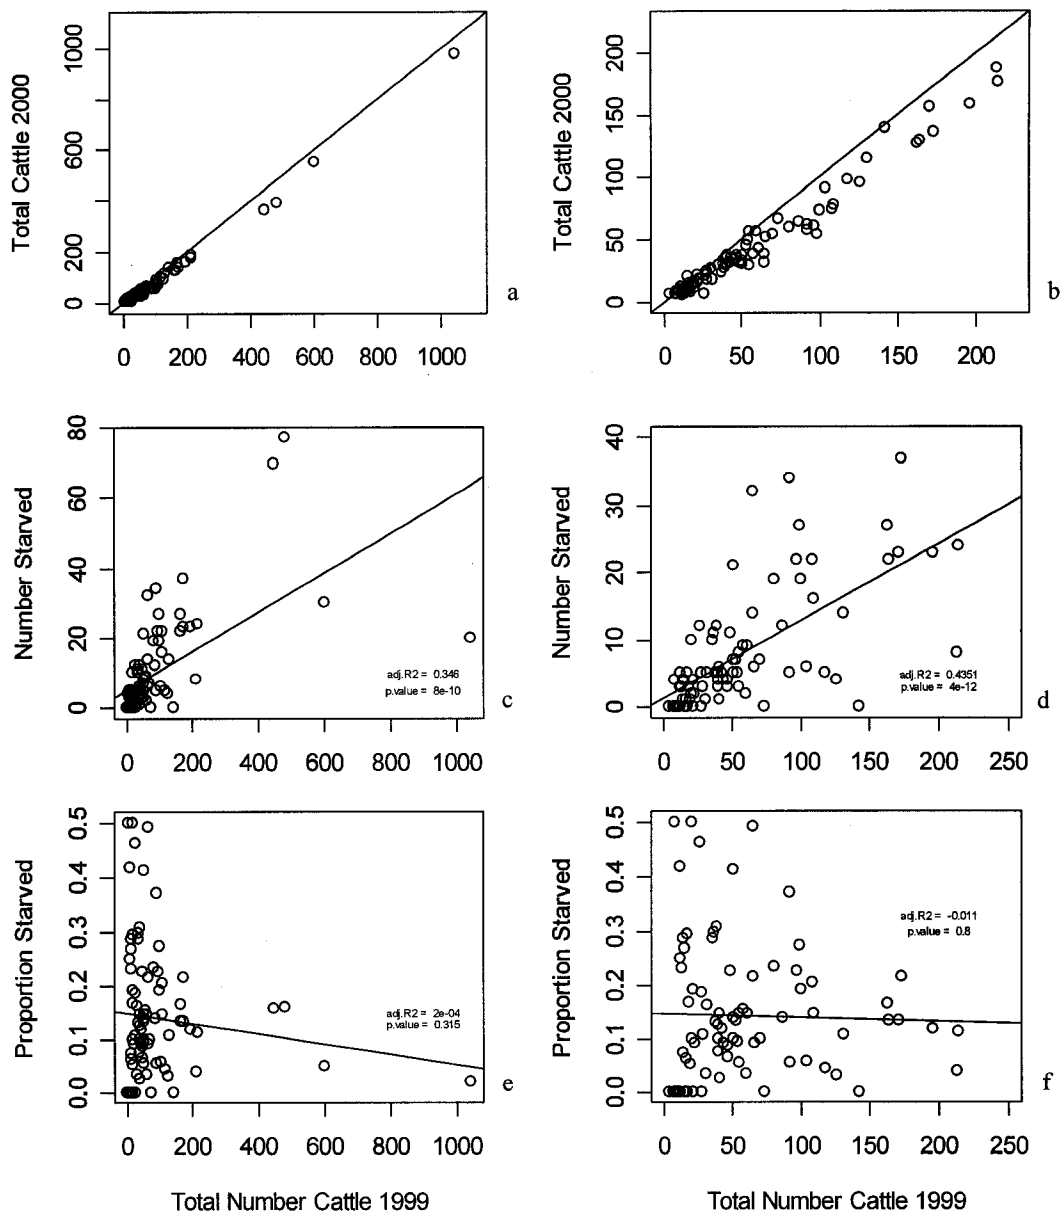 Total Cattle 2000
0 200 600 1000
0 200 400 600 800 1000
a
Total Cattle 2000
0 50 100 150 200
0 50 100 150 200
b
Number Starved
0 20 40 60 80
adj.R2 = 0.346
p.value = 8e-10
0 200 400 600 800 1000
c
Number Starved
0 10 20 30 40
adj.R2 = 0.4351
p.value = 4e-12
0 50 100 150 200 250
d
Proportion Starved
0.0 0.1 0.2 0.3 0.4 0.5
adj.R2 = 2e-04
p.value = 0.315
0 200 400 600 800 1000
Total Number Cattle 1999
e
Proportion Starved
0.0 0.1 0.2 0.3 0.4 0.5
adj.R2 = -0.011
p.value = 0.8
0 50 100 150 200 250
Total Number Cattle 1999
f